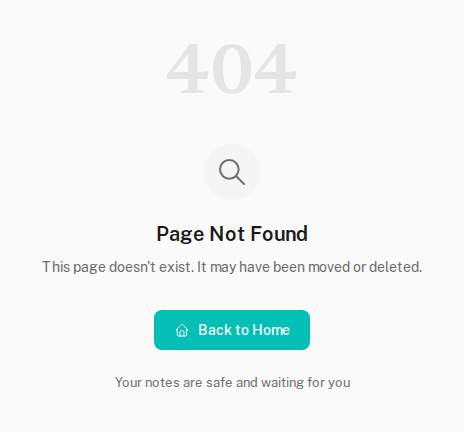 404
Page Not Found
This page doesn't exist. It may have been moved or deleted.
Back to Home
Your notes are safe and waiting for you